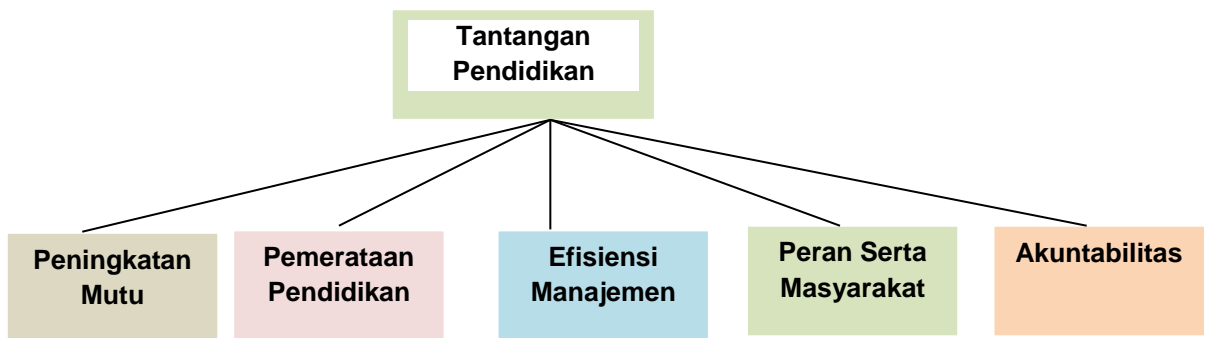 Tantangan
Pendidikan
Peningkatan
Mutu
Pemerataan
Pendidikan
Efisiensi
Manajemen
Peran Serta
Masyarakat
Akuntabilitas